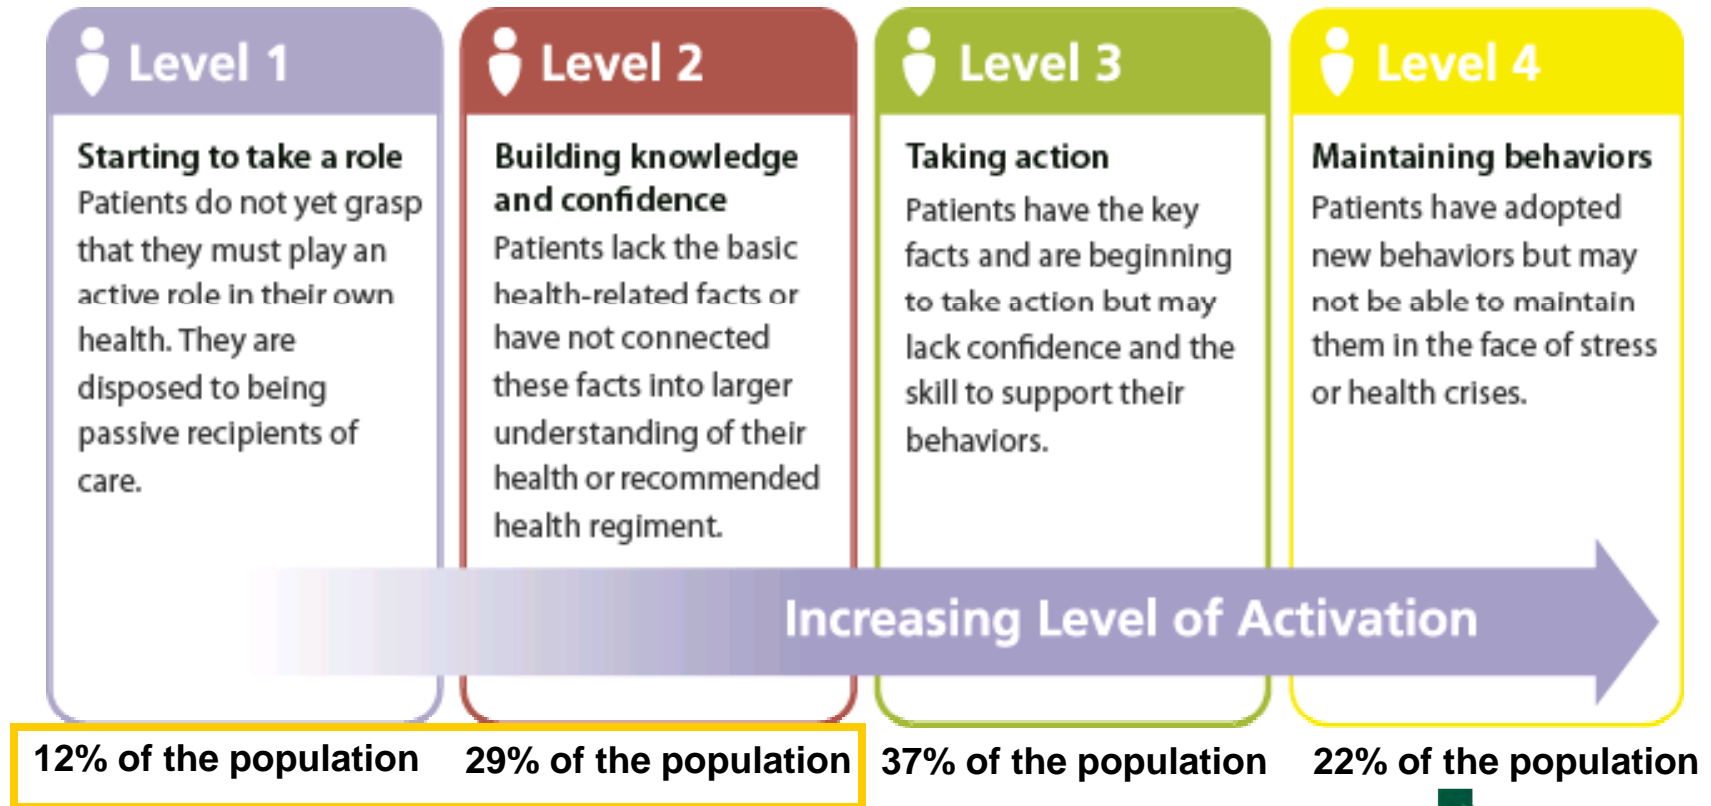 Level 1
Starting to take a role
Patients do not yet grasp
that they must play an
active role in their own
health. They are
disposed to being
passive recipients of
care.
Level 2
Building knowledge
and confidence
Patients lack the basic
health-related facts or
have not connected
these facts into larger
understanding of their
health or recommended
health regiment.
Level 3
Taking action
Patients have the key
facts and are beginning
to take action but may
lack confidence and the
skill to support their
behaviors.
Level 4
Maintaining behaviors
Patients have adopted
new behaviors but may
not be able to maintain
them in the face of stress
or health crises.
Increasing Level of Activation
12% of the population
29% of the population
37% of the population
22% of the population